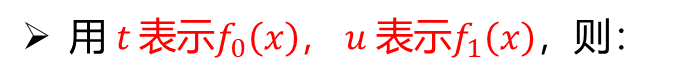 ➢ 用 t 表示f₀(x), u 表示f₁(x),则: